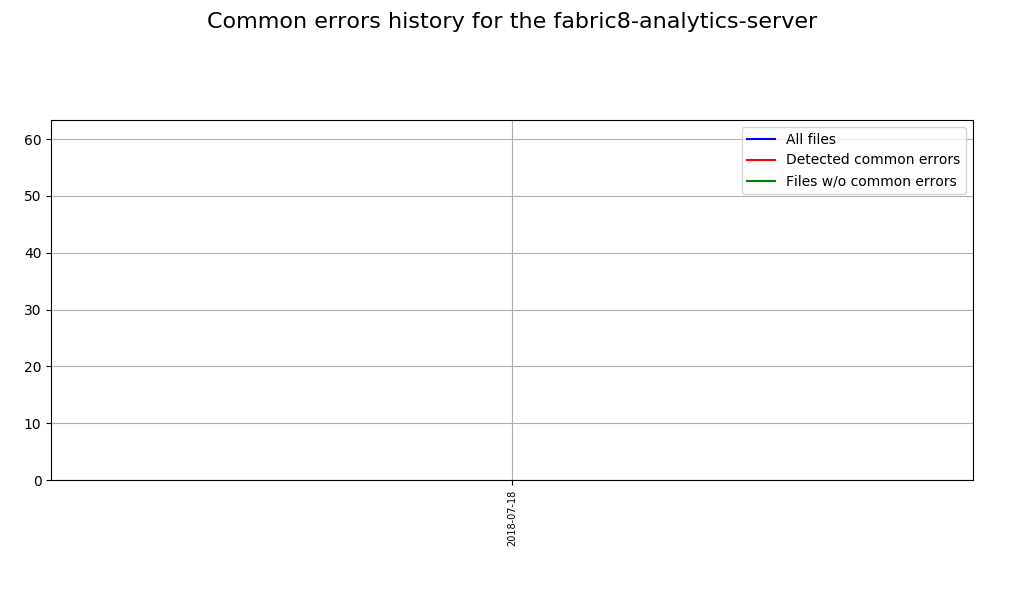 Common errors history for the fabric8-analytics-server
60
50
40
30
20
10
0
All files
Detected common errors
Files w/o common errors
2018-07-18